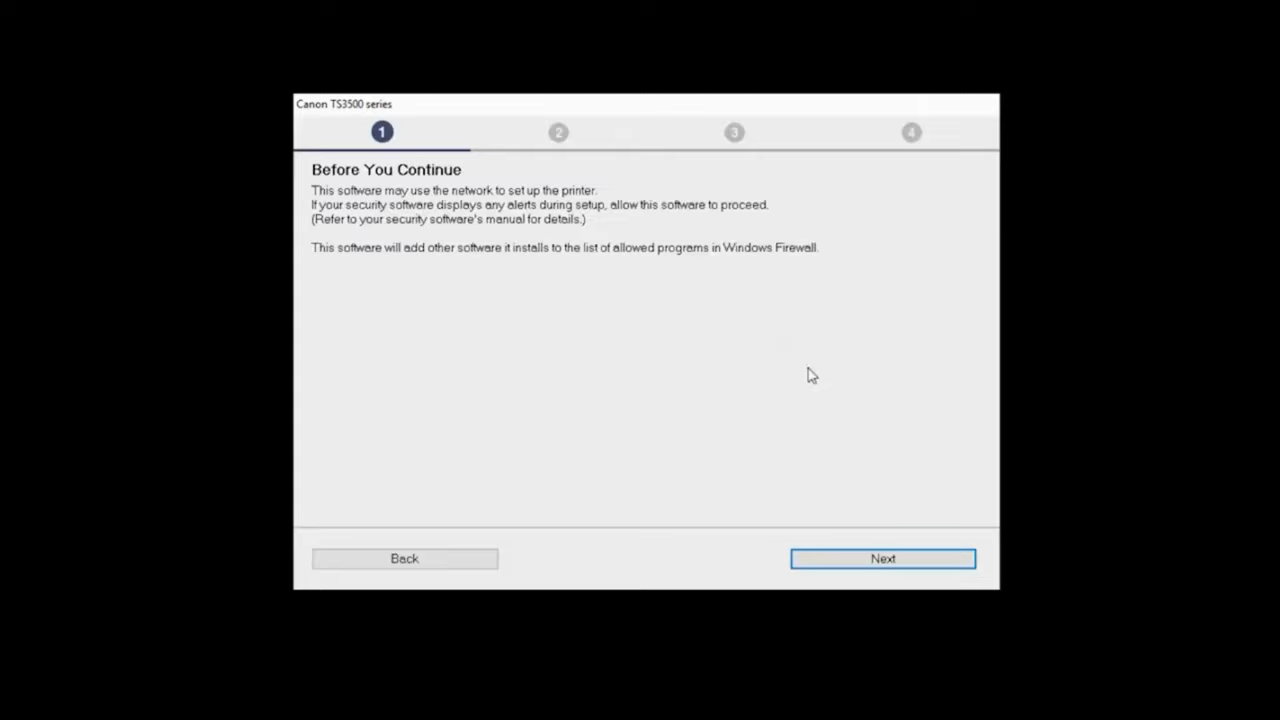 Canon TS3500 series
1
2
3
4
Before You Continue
This software may use the network to set up the printer.
If your security software displays any alerts during setup, allow this software to proceed.
(Refer to your security software's manual for details.)
This software will add other software it installs to the list of allowed programs in Windows Firewall.
Back
Next